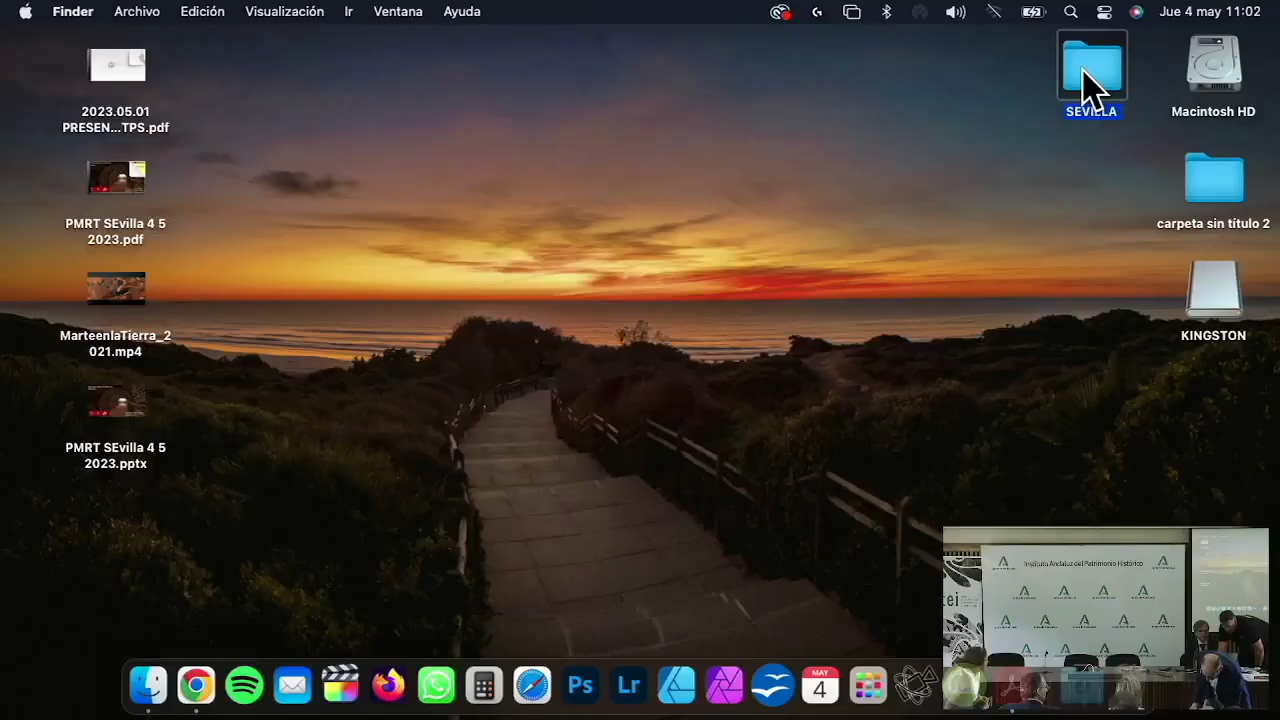 Finder Archivo Edición Visualización Ir Ventana Ayuda Jue 4 may 11:02
2023.05.01
PRESEN...TPS.pdf
PMRT SEvilla 4 5
2023.pdf
MarteenlaTierra_2
021.mp4
PMRT SEvilla 4 5
2023.pptx
SEVILLA
Macintosh HD
carpeta sin título 2
KINGSTON
Ps
Lr
MAY
4
Instituto Andaluz del Patrimonio Histórico